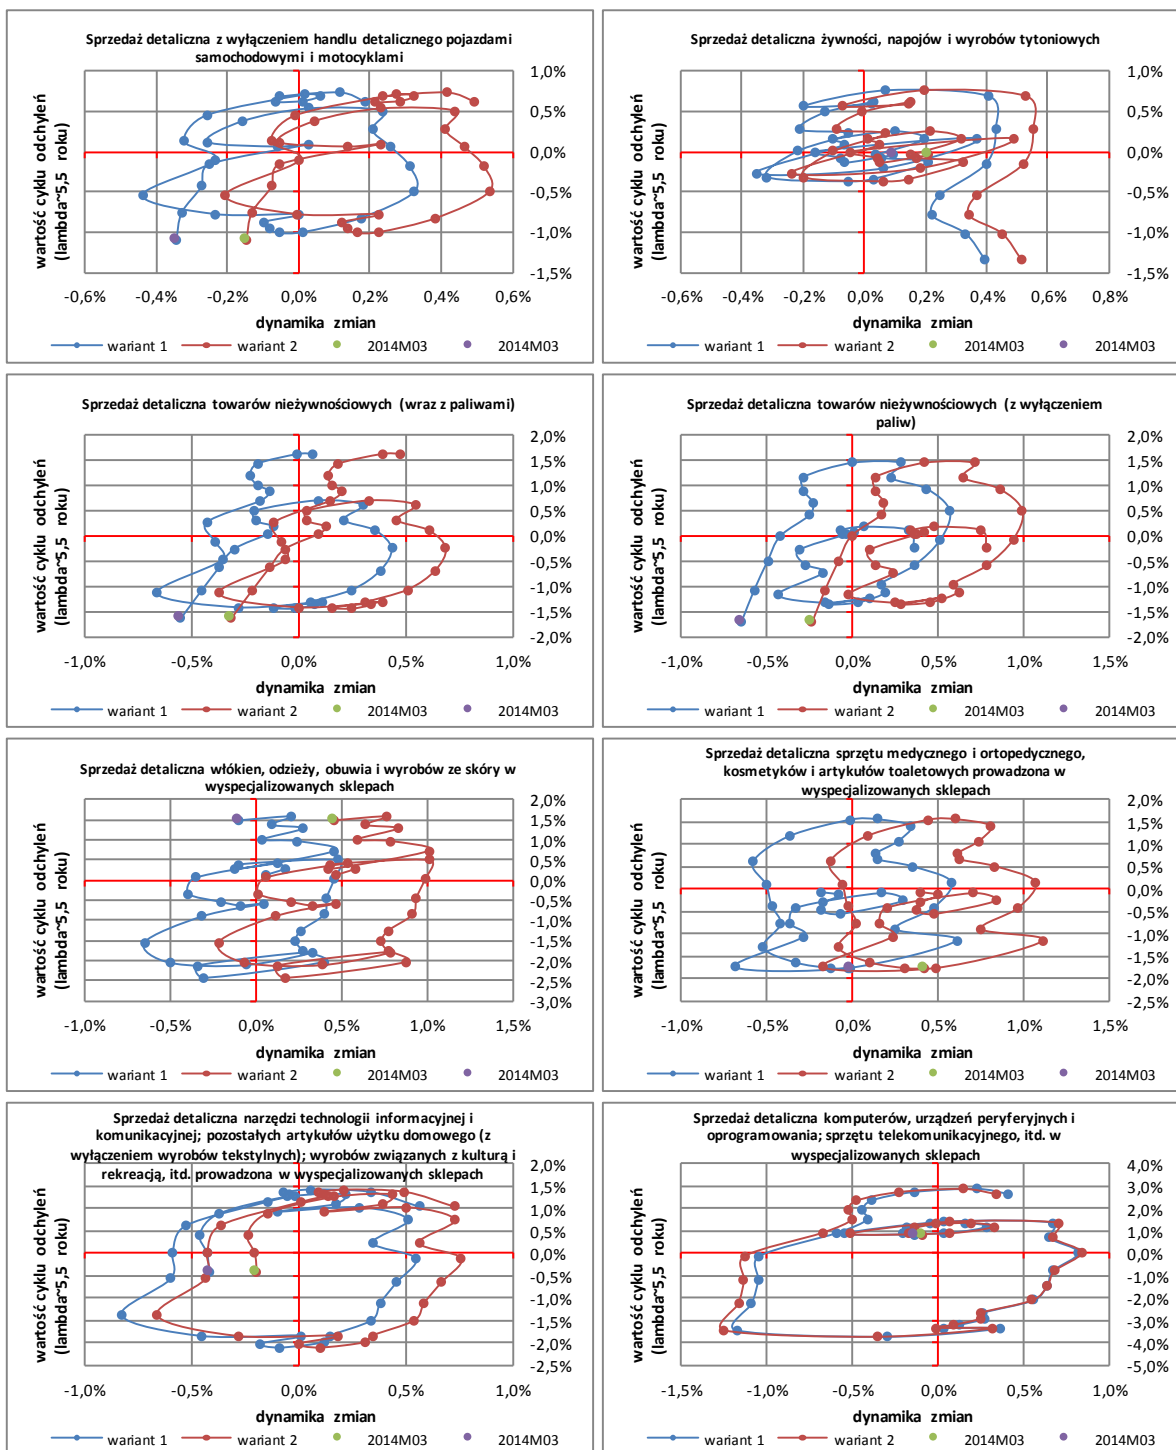 Sprzedaż detaliczna z wyłączeniem handlu detalicznego pojazdami
samochodowymi i motocyklami
wartość cyklu odchyleń
(lambda~5,5 roku)
1,0%
0,5%
0,0%
-0,5%
-1,0%
-1,5%
-0,6% -0,4% -0,2% 0,0% 0,2% 0,4% 0,6%
dynamika zmian
wariant 1 wariant 2 2014M03 2014M03
Sprzedaż detaliczna żywności, napojów i wyrobów tytoniowych
wartość cyklu odchyleń
(lambda~5,5 roku)
1,0%
0,5%
0,0%
-0,5%
-1,0%
-1,5%
-0,6% -0,4% -0,2% 0,0% 0,2% 0,4% 0,6% 0,8%
dynamika zmian
wariant 1 wariant 2 2014M03 2014M03
Sprzedaż detaliczna towarów nieżywnościowych (wraz z paliwami)
wartość cyklu odchyleń
(lambda~5,5 roku)
2,0%
1,5%
1,0%
0,5%
0,0%
-0,5%
-1,0%
-1,5%
-2,0%
-1,0% -0,5% 0,0% 0,5% 1,0%
dynamika zmian
wariant 1 wariant 2 2014M03 2014M03
Sprzedaż detaliczna towarów nieżywnościowych (z wyłączeniem
paliw)
wartość cyklu odchyleń
(lambda~5,5 roku)
2,0%
1,5%
1,0%
0,5%
0,0%
-0,5%
-1,0%
-1,5%
-2,0%
-1,0% -0,5% 0,0% 0,5% 1,0% 1,5%
dynamika zmian
wariant 1 wariant 2 2014M03 2014M03
Sprzedaż detaliczna włókien, odzieży, obuwia i wyrobów ze skóry w
wyspecjalizowanych sklepach
wartość cyklu odchyleń
(lambda~5,5 roku)
2,0%
1,5%
1,0%
0,5%
0,0%
-0,5%
-1,0%
-1,5%
-2,0%
-2,5%
-3,0%
-1,0% -0,5% 0,0% 0,5% 1,0% 1,5%
dynamika zmian
wariant 1 wariant 2 2014M03 2014M03
Sprzedaż detaliczna sprzętu medycznego i ortopedycznego,
kosmetyków i artykułów toaletowych prowadzona w
wyspecjalizowanych sklepach
wartość cyklu odchyleń
(lambda~5,5 roku)
2,0%
1,5%
1,0%
0,5%
0,0%
-0,5%
-1,0%
-1,5%
-2,0%
-2,5%
-1,0% -0,5% 0,0% 0,5% 1,0% 1,5%
dynamika zmian
wariant 1 wariant 2 2014M03 2014M03
Sprzedaż detaliczna narzędzi technologii informacyjnej i
komunikacyjnej; pozostałych artykułów użytku domowego (z
wyłączeniem wyrobów tekstylnych); wyrobów związanych z kulturą i
rekreacją, itd. prowadzona w wyspecjalizowanych sklepach
wartość cyklu odchyleń
(lambda~5,5 roku)
2,0%
1,5%
1,0%
0,5%
0,0%
-0,5%
-1,0%
-1,5%
-2,0%
-2,5%
-1,0% -0,5% 0,0% 0,5% 1,0%
dynamika zmian
wariant 1 wariant 2 2014M03 2014M03
Sprzedaż detaliczna komputerów, urządzeń peryferyjnych i
oprogramowania; sprzętu telekomunikacyjnego, itd. w
wyspecjalizowanych sklepach
wartość cyklu odchyleń
(lambda~5,5 roku)
4,0%
3,0%
2,0%
1,0%
0,0%
-1,0%
-2,0%
-3,0%
-4,0%
-5,0%
-1,5% -1,0% -0,5% 0,0% 0,5% 1,0%
dynamika zmian
wariant 1 wariant 2 2014M03 2014M03